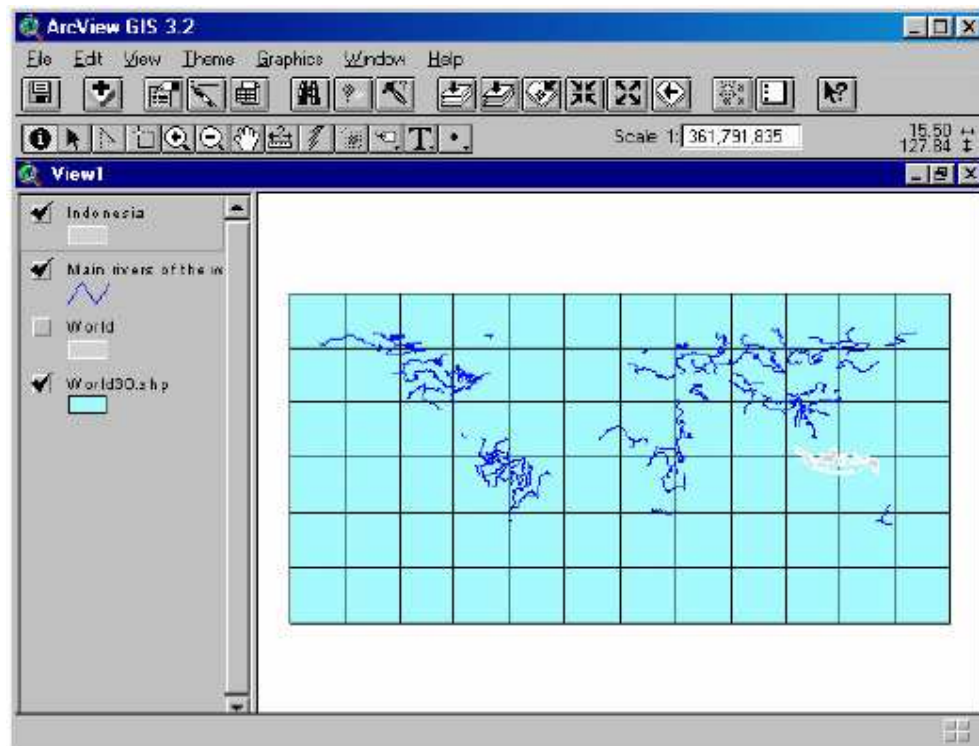 ArcView GIS 3.2
File Edit View Theme Graphics Window Help
Scale 1: 361,791,835
15.50
127.84
View1
Indonesia
Main rivers of the w
World
World30.shp